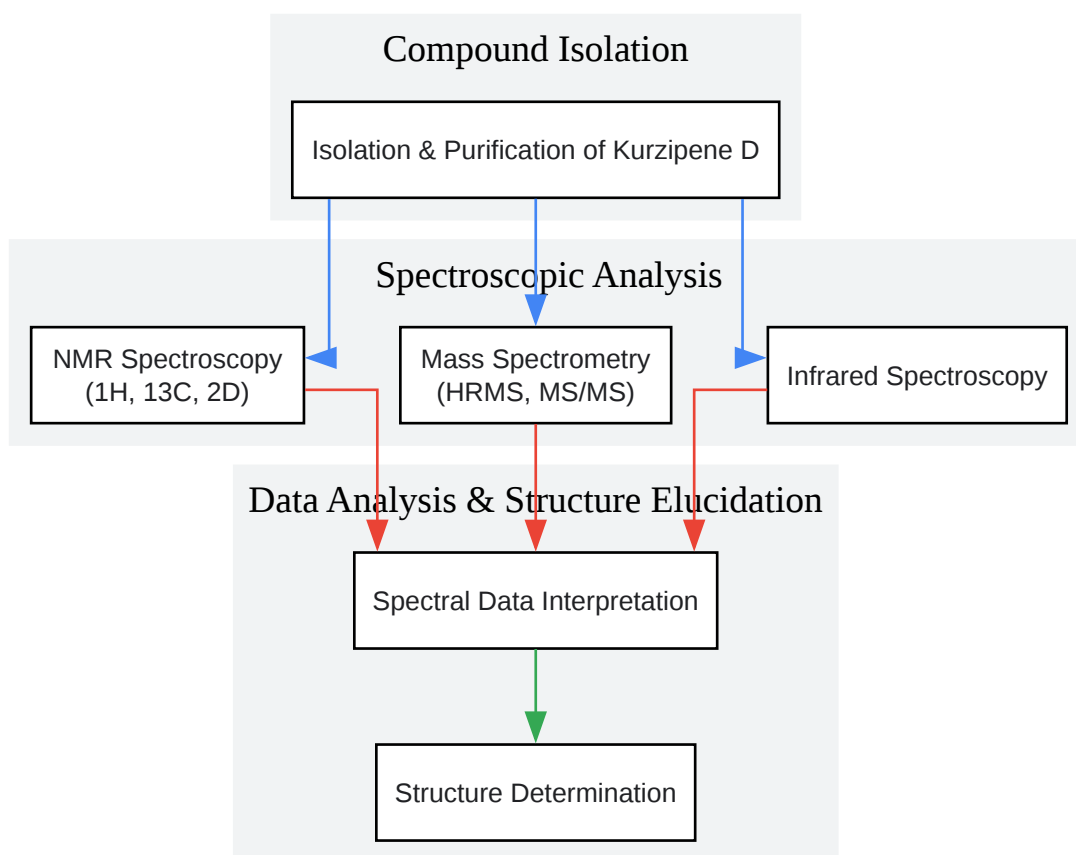 Compound Isolation
Isolation & Purification of Kurzipene D
Spectroscopic Analysis
NMR Spectroscopy
(1H, 13C, 2D)
Mass Spectrometry
(HRMS, MS/MS)
Infrared Spectroscopy
Data Analysis & Structure Elucidation
Spectral Data Interpretation
Structure Determination